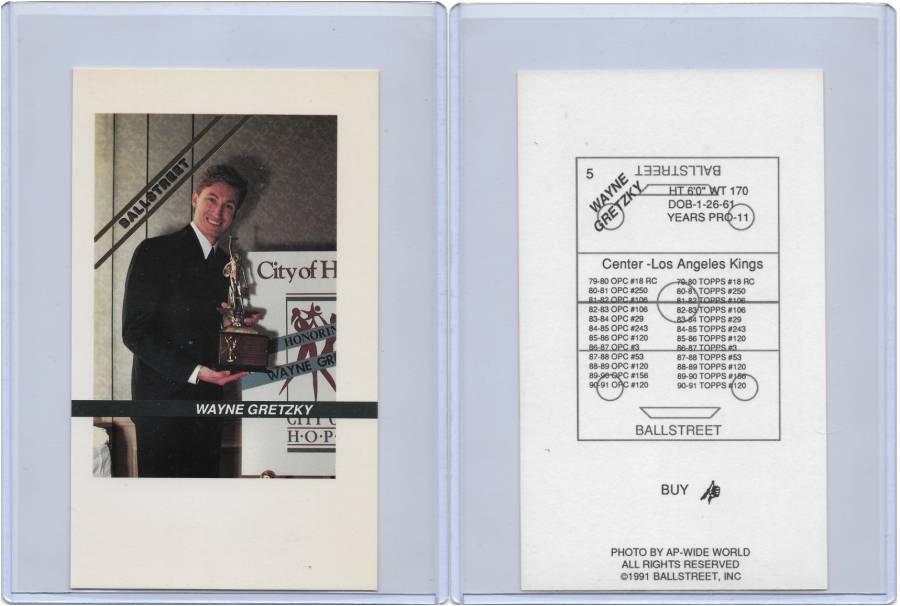 BALLSTREET
City of H
HONORIN
WAYNE GR
WAYNE GRETZKY
CITY O
H·O·P·
5
BALLSTREET
WAYNE
GRETZKY
HT 6'0" WT 170
DOB-1-26-61
YEARS PRO-11
Center -Los Angeles Kings
79-80 OPC #18 RC 79-80 TOPPS #18 RC
80-81 OPC #250 80-81 TOPPS #250
81-82 OPC #106 81-82 TOPPS #106
82-83 OPC #106 82-83 TOPPS #106
83-84 OPC #29 83-84 TOPPS #29
84-85 OPC #243 84-85 TOPPS #243
85-86 OPC #120 85-86 TOPPS #120
86-87 OPC #3 86-87 TOPPS #3
87-88 OPC #53 87-88 TOPPS #53
88-89 OPC #120 88-89 TOPPS #120
89-90 OPC #156 89-90 TOPPS #156
90-91 OPC #120 90-91 TOPPS #120
BALLSTREET
BUY
PHOTO BY AP-WIDE WORLD
ALL RIGHTS RESERVED
©1991 BALLSTREET, INC